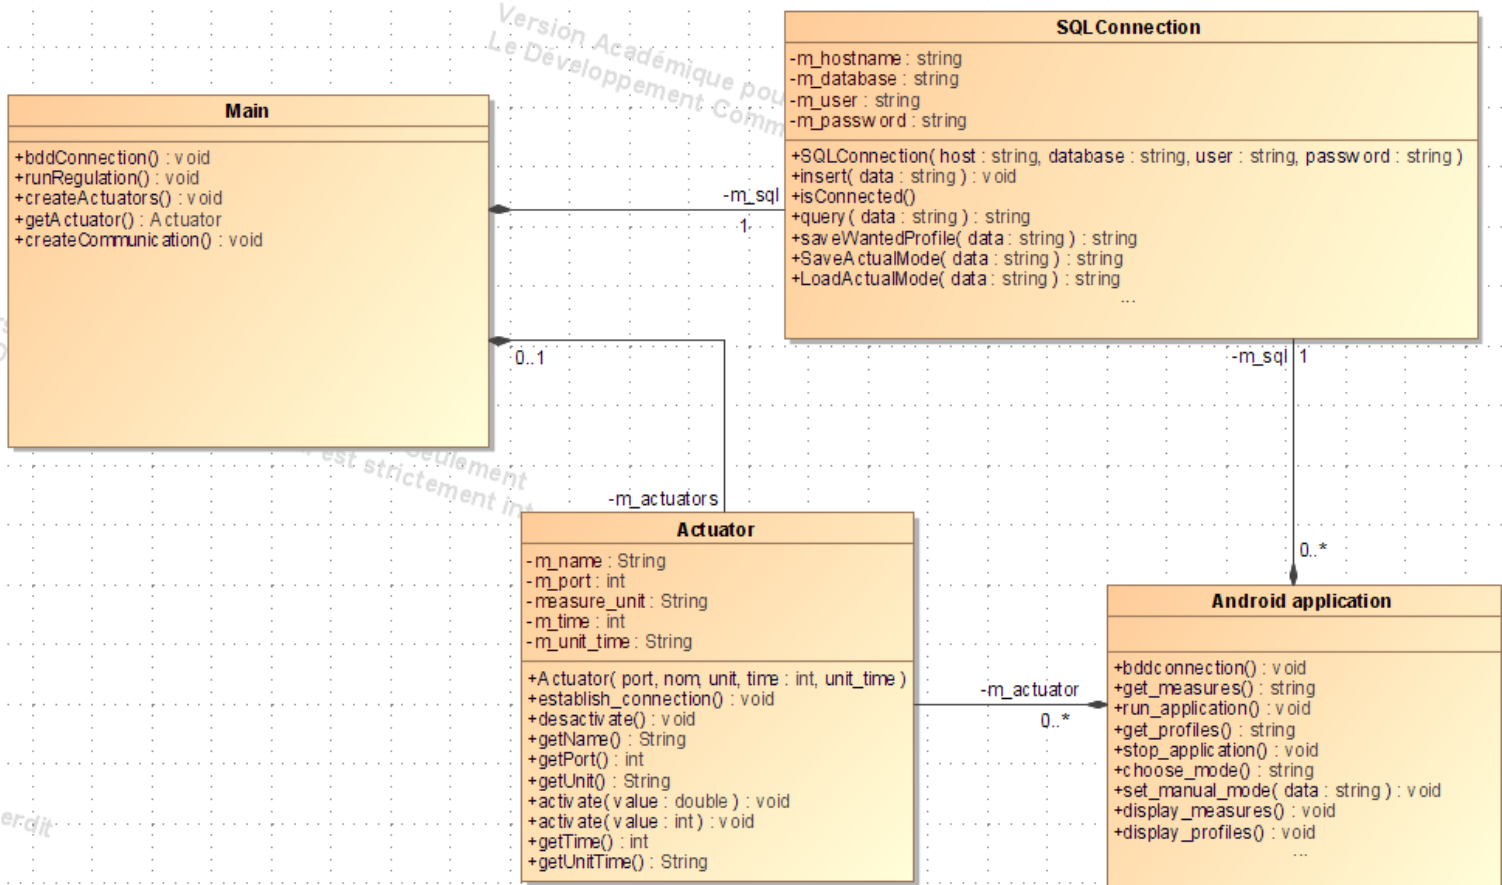 Version Académique pou
Le Développement Comm
SQLConnection
-m_hostname : string
-m_database : string
-m_user : string
-m_password : string
+SQLConnection( host : string, database : string, user : string, password : string )
+insert( data : string ) : void
+isConnected()
+query( data : string ) : string
+saveWantedProfile( data : string ) : string
+SaveActualMode( data : string ) : string
+LoadActualMode( data : string ) : string
...
Main
+bddConnection() : void
+runRegulation() : void
+createActuators() : void
+getActuator() : Actuator
+createCommunication() : void
-m_sql
1
0..1
-m_sql
1
Seulement
est strictement int
-m_actuators
0..*
Actuator
-m_name : String
-m_port : int
-measure_unit : String
-m_time : int
-m_unit_time : String
+Actuator( port, nom, unit, time : int, unit_time )
+establish_connection() : void
+desactivate() : void
+getName() : String
+getPort() : int
+getUnit() : String
+activate( value : double ) : void
+activate( value : int ) : void
+getTime() : int
+getUnitTime() : String
-m_actuator
0..*
Android application
+bddconnection() : void
+get_measures() : string
+run_application() : void
+get_profiles() : string
+stop_application() : void
+choose_mode() : string
+set_manual_mode( data : string ) : void
+display_measures() : void
+display_profiles() : void
...
erdit